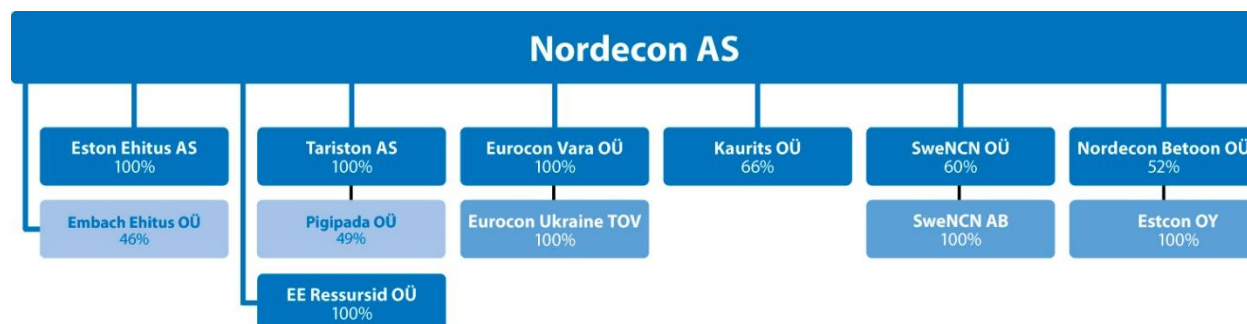 Nordecon AS
Eston Ehitus AS
100%
Tariston AS
100%
Eurocon Vara OÜ
100%
Kaurits OÜ
66%
SweNCN OÜ
60%
Nordecon Betoon OÜ
52%
Embach Ehitus OÜ
46%
Pigipada OÜ
49%
Eurocon Ukraine TOV
100%
SweNCN AB
100%
Estcon OY
100%
EE Ressursid OÜ
100%